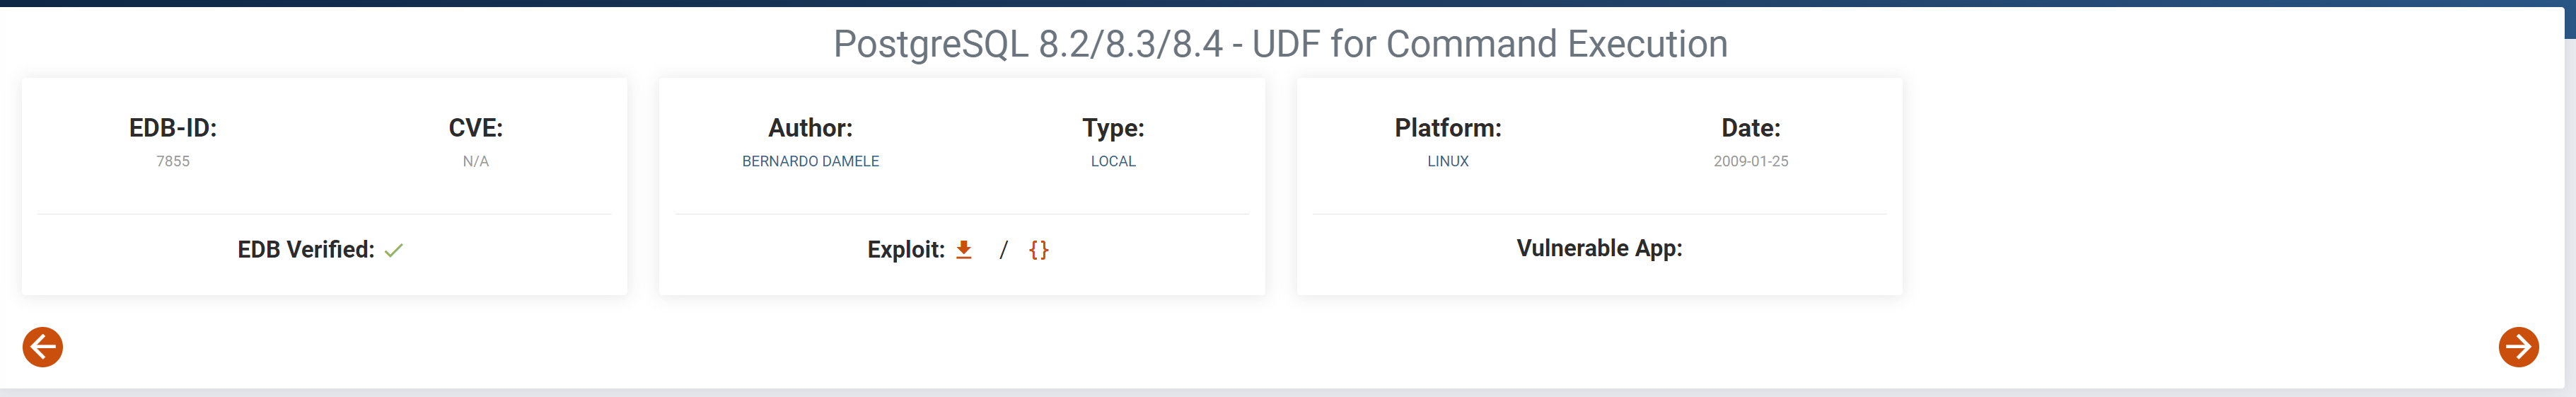 PostgreSQL 8.2/8.3/8.4 - UDF for Command Execution
EDB-ID:
7855
CVE:
N/A
EDB Verified: ✓
Author:
BERNARDO DAMELE
Type:
LOCAL
Exploit: / {}
Platform:
LINUX
Date:
2009-01-25
Vulnerable App: